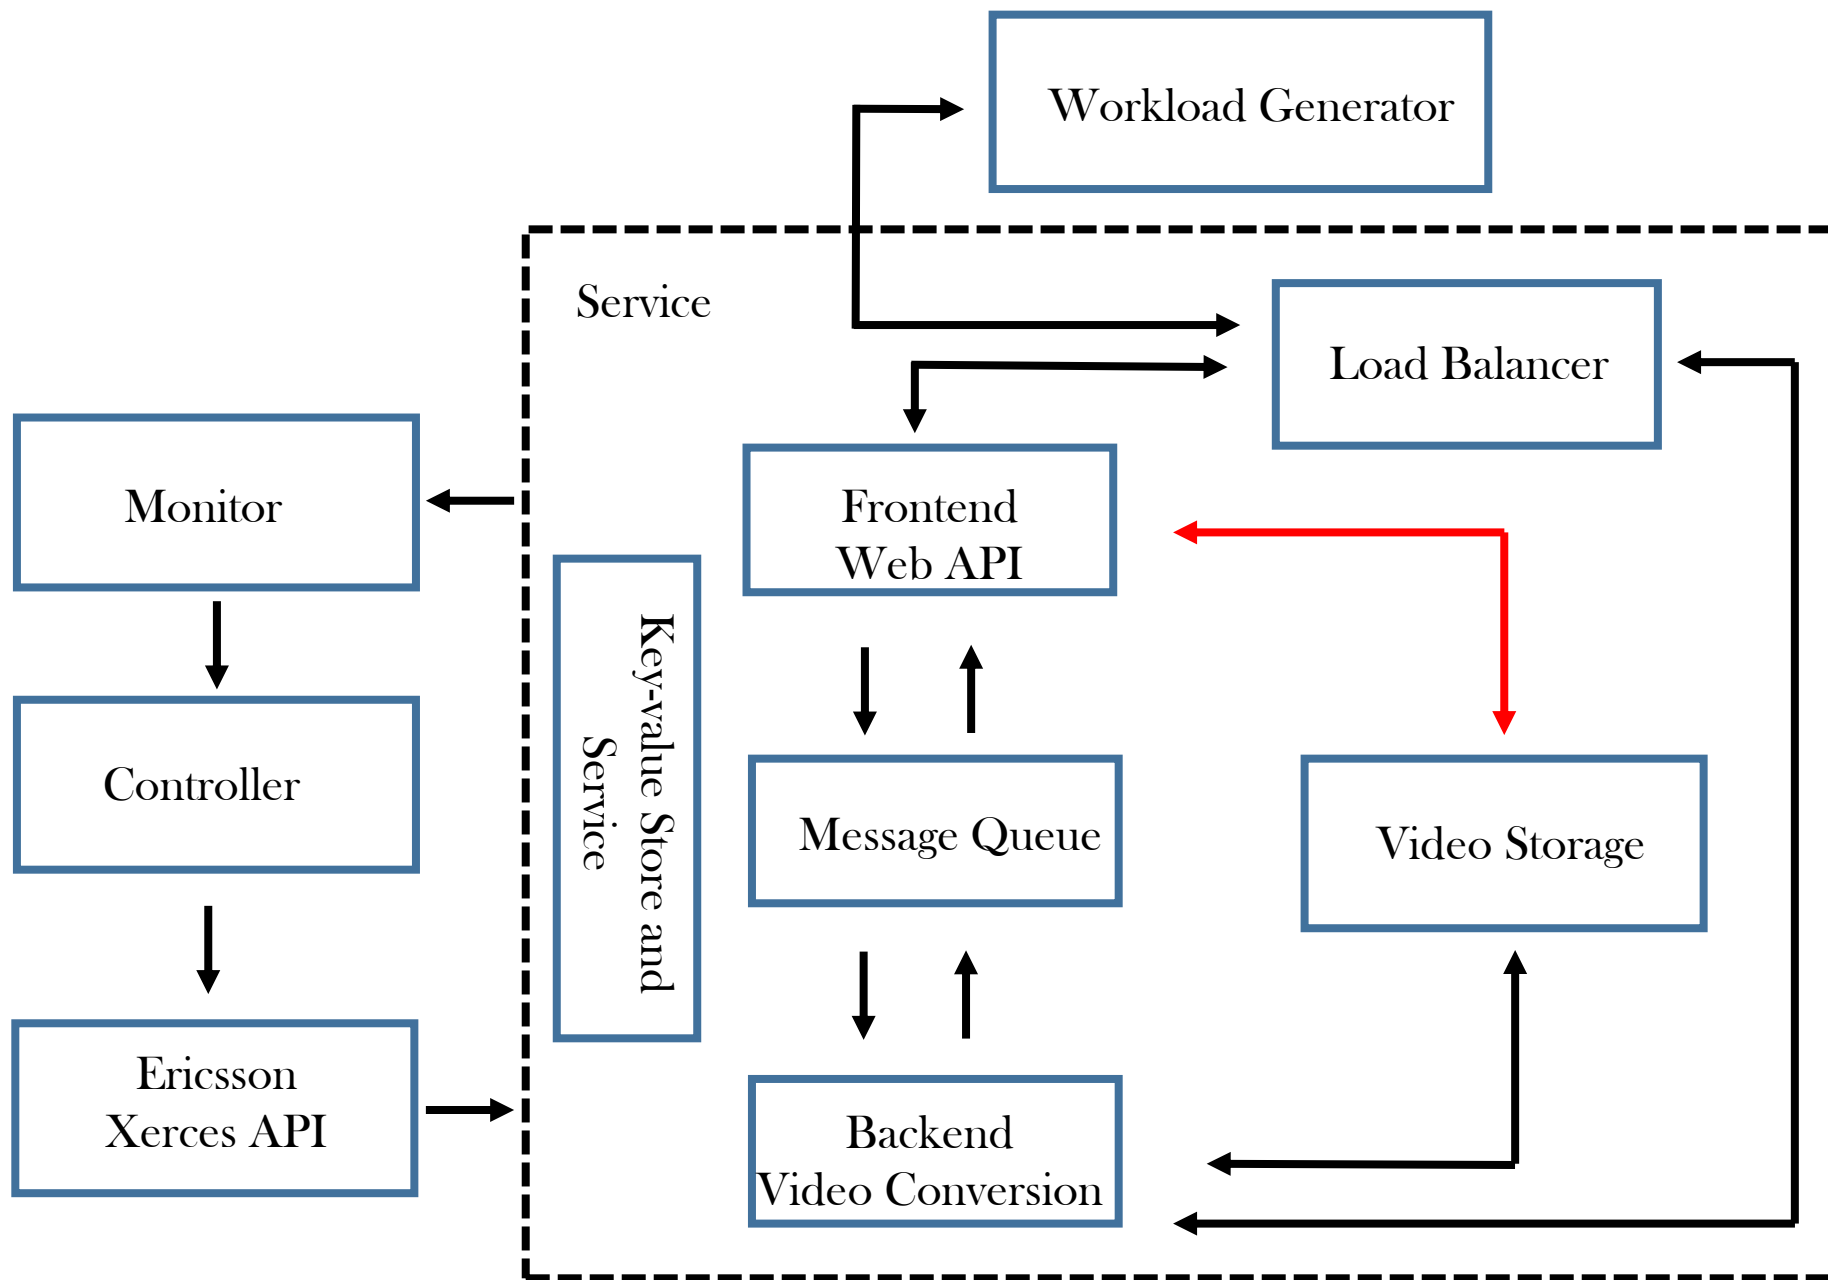 Workload Generator
Service
Load Balancer
Monitor
Frontend
Web API
Key-value Store and
Service
Controller
Message Queue
Video Storage
Ericsson
Xerces API
Backend
Video Conversion